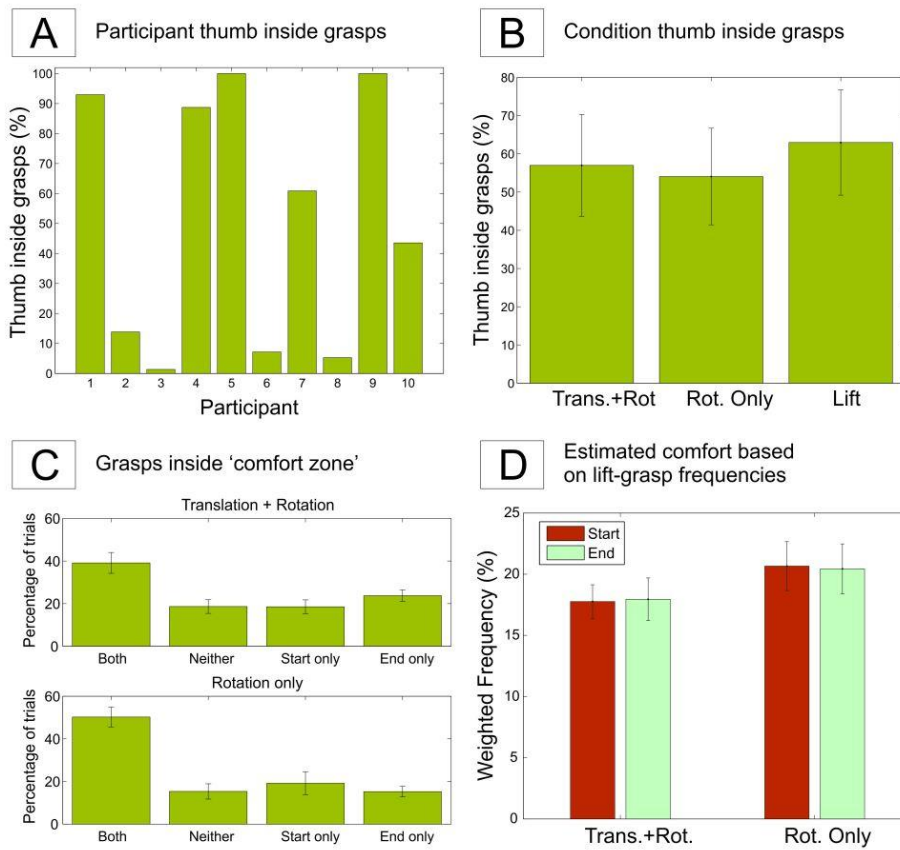 A Participant thumb inside grasps
Thumb inside grasps (%)
100
90
80
70
60
50
40
30
20
10
0
1 2 3 4 5 6 7 8 9 10
Participant
B Condition thumb inside grasps
Thumb inside grasps (%)
80
70
60
50
40
30
20
10
0
Trans.+Rot Rot. Only Lift
C Grasps inside ‘comfort zone’
Translation + Rotation
Percentage of trials
60
40
20
0
Both Neither Start only End only
Rotation only
Percentage of trials
60
40
20
0
Both Neither Start only End only
D Estimated comfort based
on lift-grasp frequencies
Weighted Frequency (%)
25
20
15
10
5
0
Start
End
Trans.+Rot. Rot. Only